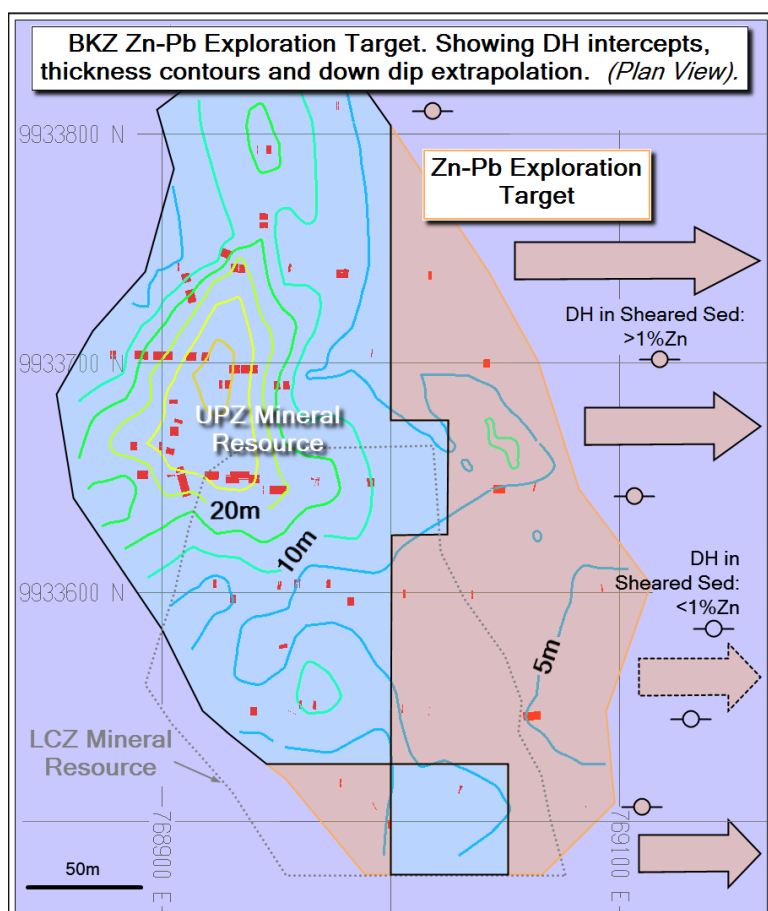 BKZ Zn-Pb Exploration Target. Showing DH intercepts,
thickness contours and down dip extrapolation. (Plan View).
9933800 N
Zn-Pb Exploration
Target
DH in Sheared Sed:
>1%Zn
9933700 N
UPZ Mineral
Resource
20m
10m
DH in
Sheared Sed:
<1%Zn
9933600 N
5m
LCZ Mineral
Resource
768900 E
769100 E
50m